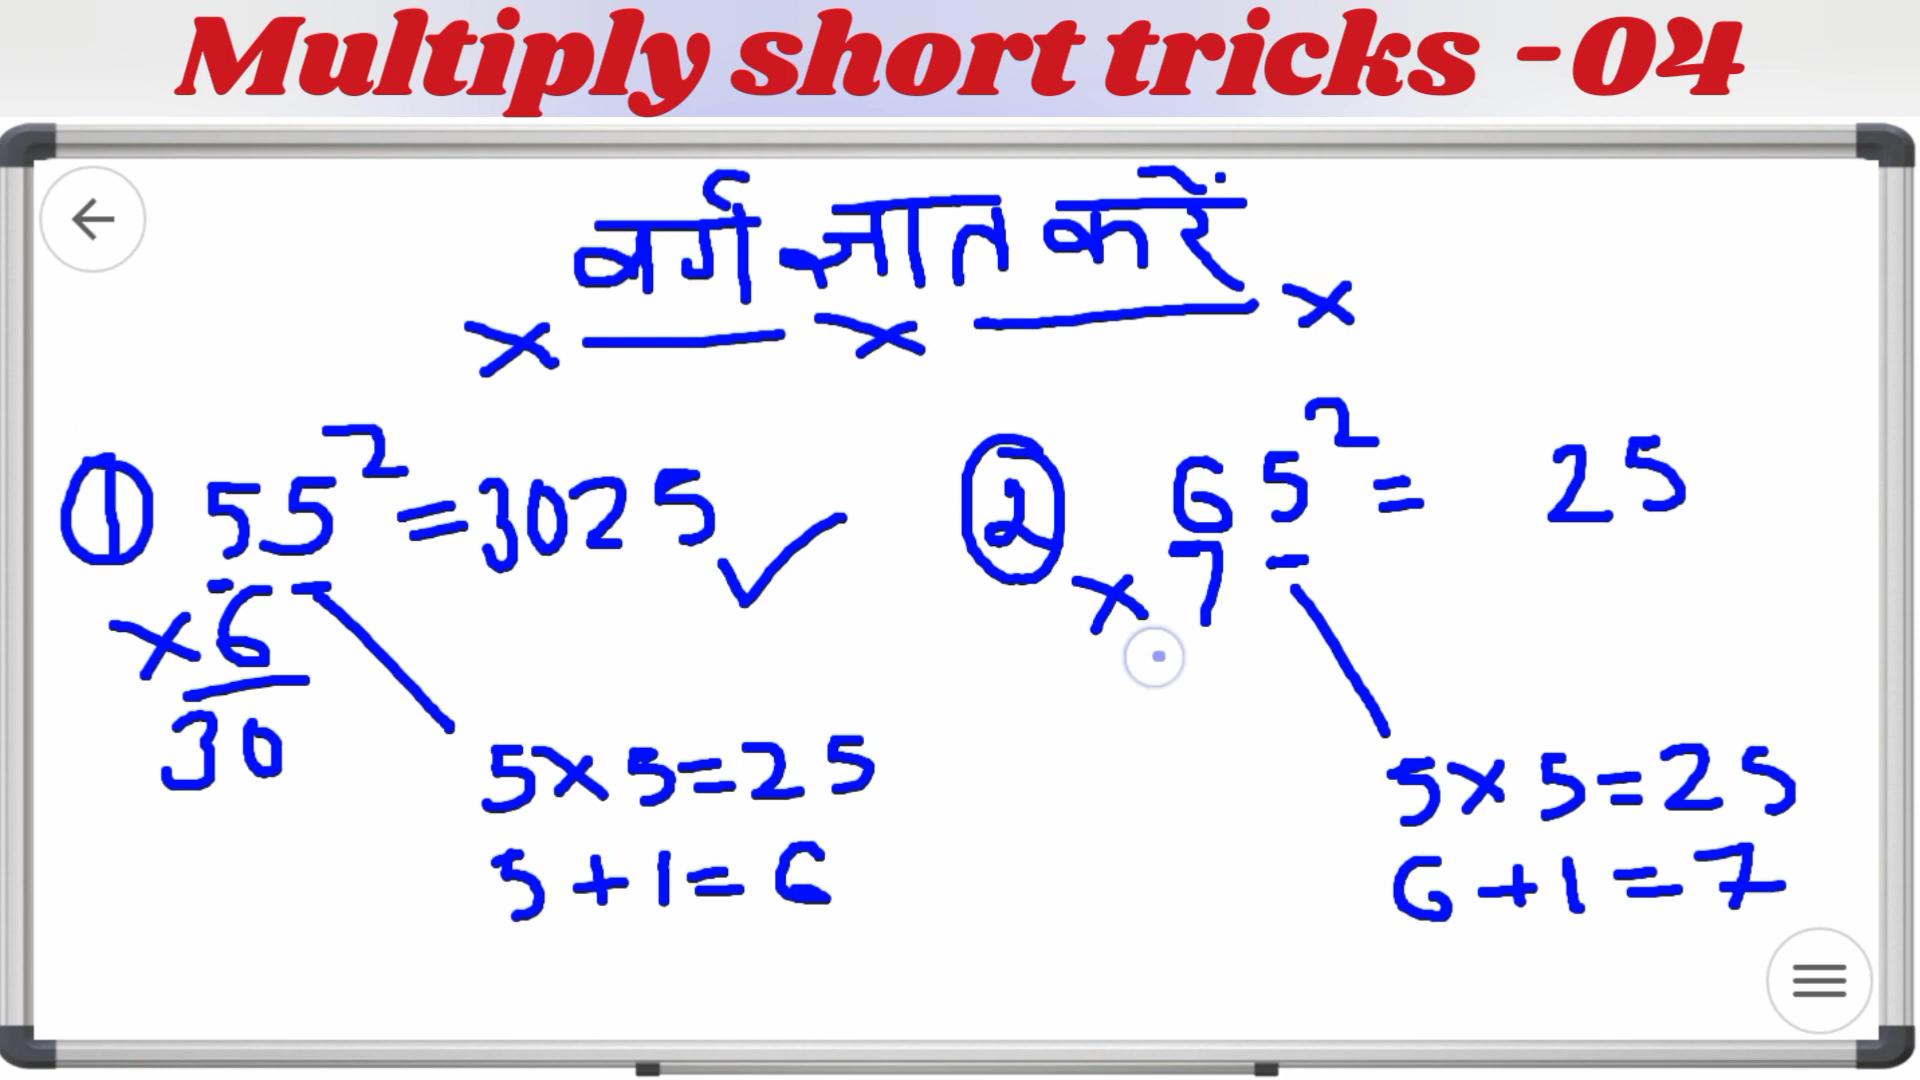 Multiply short tricks -04
वर्ग ज्ञात करें
① 55² = 3025 ✓
× 6
30
5 × 5 = 25
5 + 1 = 6
② 65² = 25
× 7
5 × 5 = 25
6 + 1 = 7